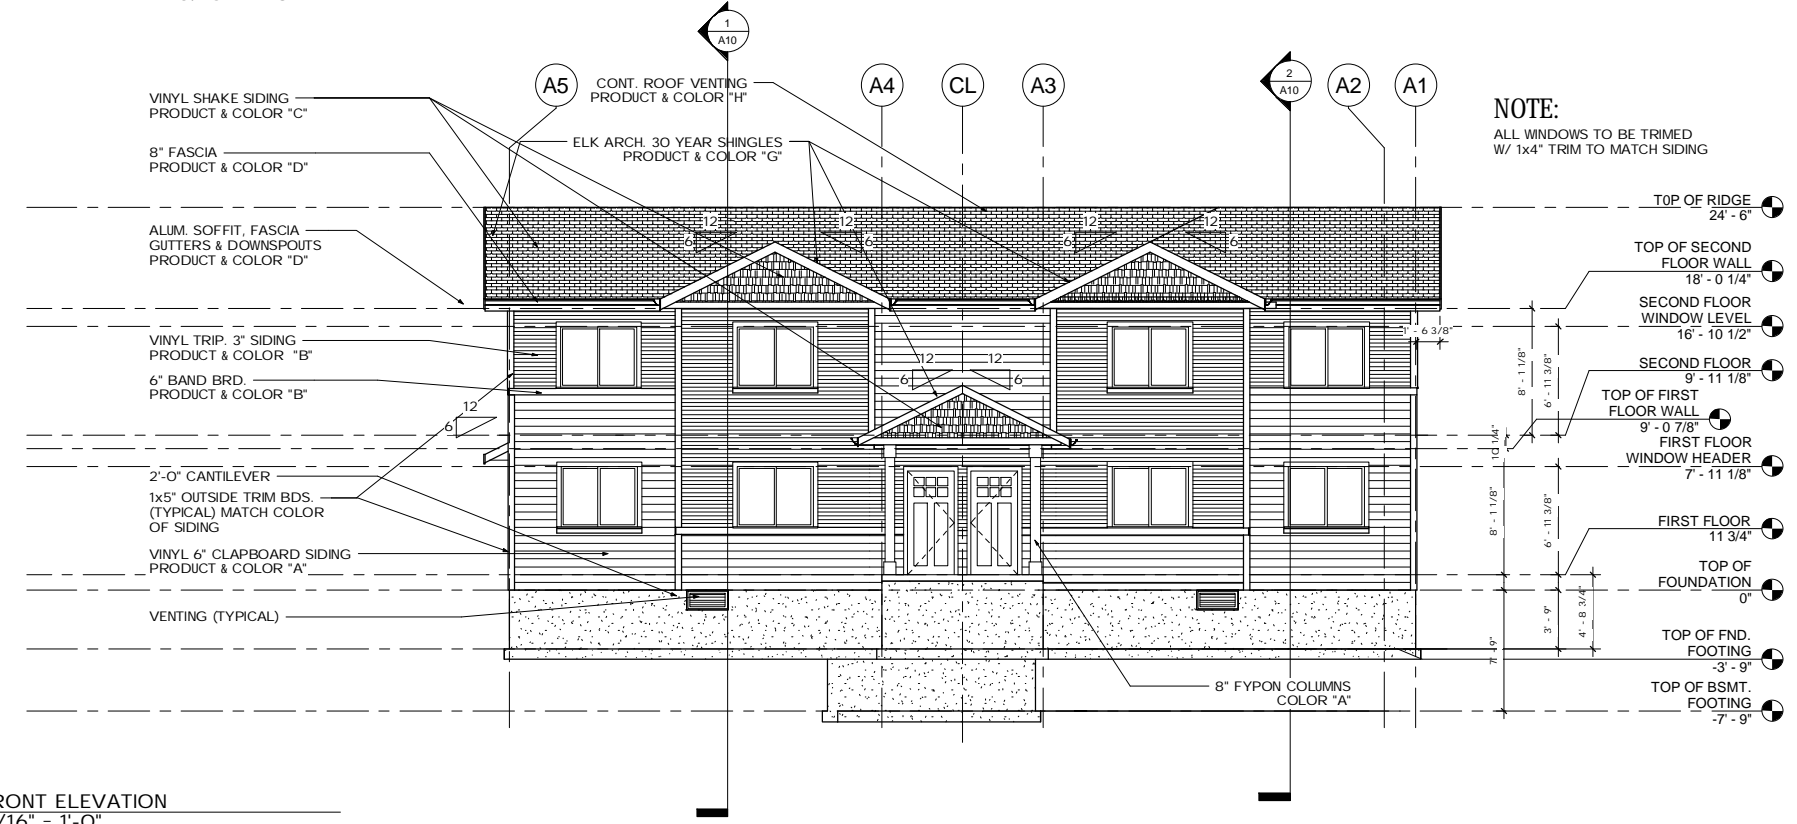 1
A10
2
A10
A5
A4
CL
A3
A2
A1
CONT. ROOF VENTING
PRODUCT & COLOR "H"
ELK ARCH. 30 YEAR SHINGLES
PRODUCT & COLOR "G"
VINYL SHAKE SIDING
PRODUCT & COLOR "C"
8" FASCIA
PRODUCT & COLOR "D"
ALUM. SOFFIT, FASCIA
GUTTERS & DOWNSPOUTS
PRODUCT & COLOR "D"
VINYL TRIP. 3" SIDING
PRODUCT & COLOR "B"
6" BAND BRD.
PRODUCT & COLOR "B"
12
6
2'-0" CANTILEVER
1x5" OUTSIDE TRIM BDS.
(TYPICAL) MATCH COLOR
OF SIDING
VINYL 6" CLAPBOARD SIDING
PRODUCT & COLOR "A"
VENTING (TYPICAL)
12
6
12
6
12
6
12
6
12
6
12
6
8" FYPON COLUMNS
COLOR "A"
NOTE:
ALL WINDOWS TO BE TRIMED
W/ 1x4" TRIM TO MATCH SIDING
TOP OF RIDGE
24' - 6"
TOP OF SECOND
FLOOR WALL
18' - 0 1/4"
SECOND FLOOR
WINDOW LEVEL
16' - 10 1/2"
SECOND FLOOR
9' - 11 1/8"
TOP OF FIRST
FLOOR WALL
9' - 0 7/8"
FIRST FLOOR
WINDOW HEADER
7' - 11 1/8"
FIRST FLOOR
11 3/4"
TOP OF
FOUNDATION
0"
TOP OF FND.
FOOTING
-3' - 9"
TOP OF BSMT.
FOOTING
-7' - 9"
1' - 6 3/8"
8' - 1 1/8"
6' - 11 3/8"
10 1/4"
8' - 1 1/8"
6' - 11 3/8"
3' - 9"
4' - 8 3/4"
7' - 9"
RONT ELEVATION
/16" = 1'-0"